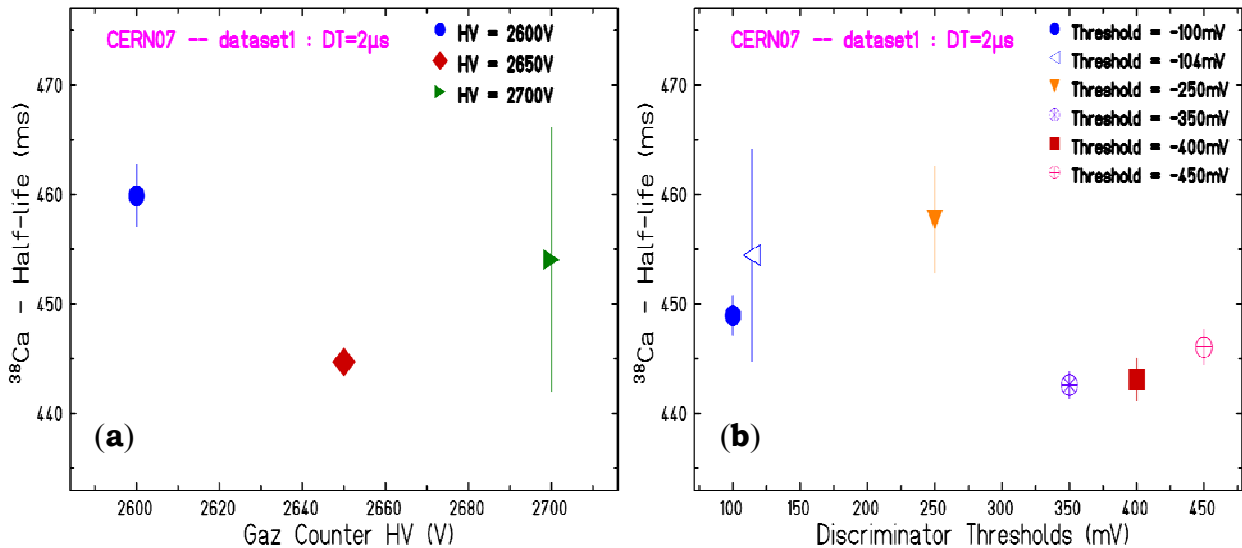 CERN07 -- dataset1 : DT=2μs
HV = 2600V
HV = 2650V
HV = 2700V
470
460
450
440
³⁸Ca - Half-life (ms)
(a)
2600 2620 2640 2660 2680 2700
Gaz Counter HV (V)
CERN07 -- dataset1 : DT=2μs
Threshold = -100mV
Threshold = -104mV
Threshold = -250mV
Threshold = -350mV
Threshold = -400mV
Threshold = -450mV
470
460
450
440
³⁸Ca - Half-life (ms)
(b)
100 150 200 250 300 350 400 450
Discriminator Thresholds (mV)